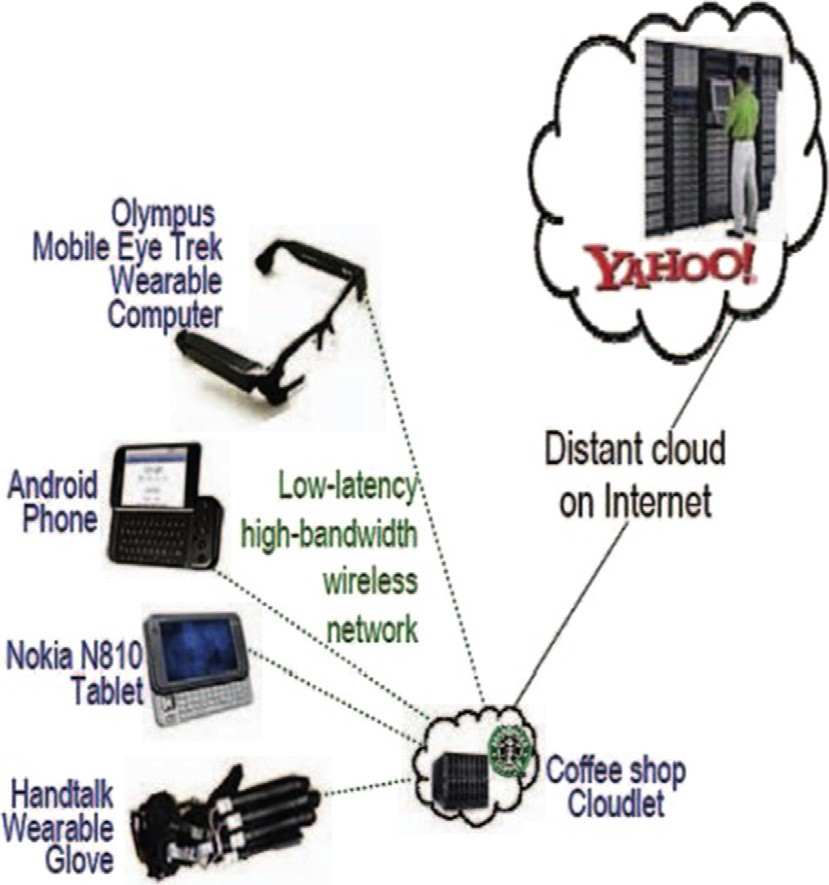 YAHOO!
Olympus
Mobile Eye Trek
Wearable
Computer
Distant cloud
on Internet
Android
Phone
Low-latency
high-bandwidth
wireless
network
Nokia N810
Tablet
Coffee shop
Cloudlet
Handtalk
Wearable
Glove